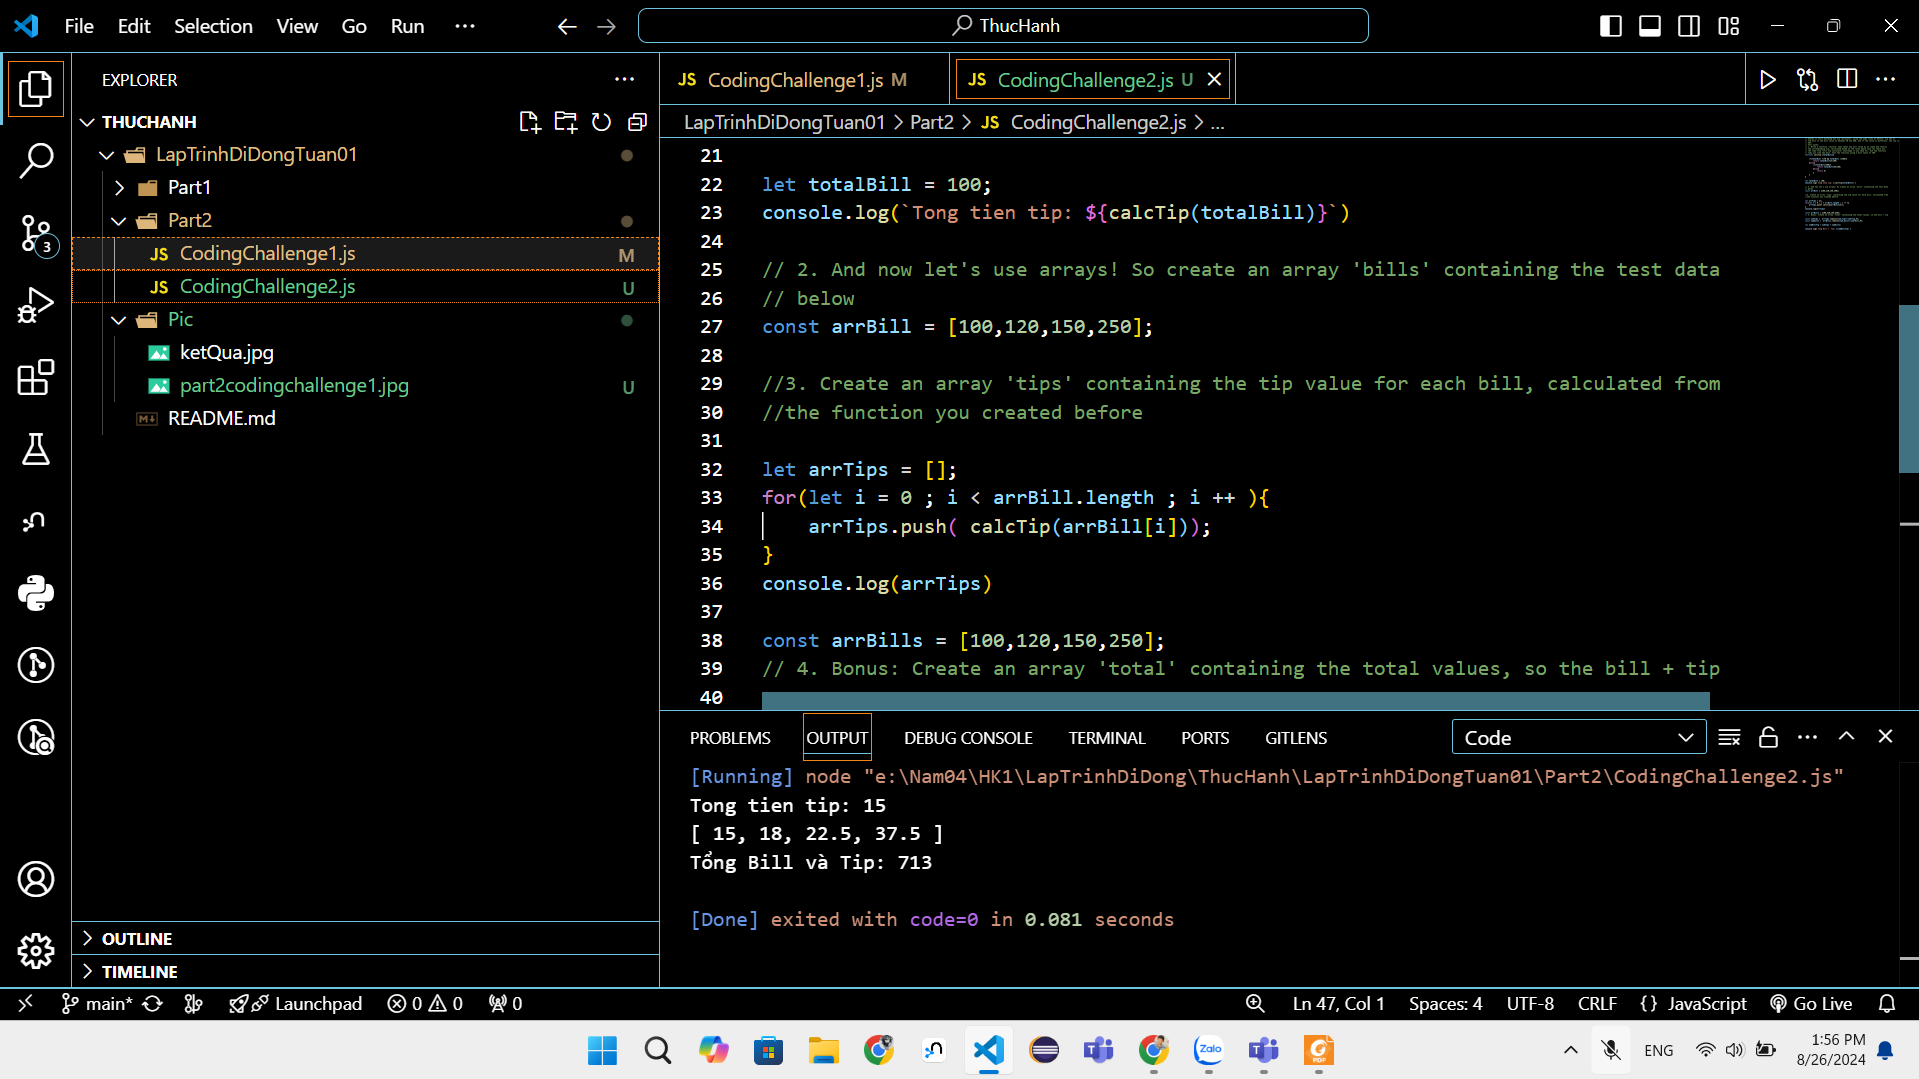 File Edit Selection View Go Run ···
ThucHanh
EXPLORER
THUCHANH
LapTrinhDiDongTuan01
Part1
Part2
JS CodingChallenge1.js M
JS CodingChallenge2.js U
Pic
ketQua.jpg
part2codingchallenge1.jpg U
README.md
3
OUTLINE
TIMELINE
JS CodingChallenge1.js M
JS CodingChallenge2.js U
LapTrinhDiDongTuan01 > Part2 > JS CodingChallenge2.js > ...
21
22 let totalBill = 100;
23 console.log(`Tong tien tip: ${calcTip(totalBill)}`)
24
25 // 2. And now let's use arrays! So create an array 'bills' containing the test data
26 // below
27 const arrBill = [100,120,150,250];
28
29 //3. Create an array 'tips' containing the tip value for each bill, calculated from
30 //the function you created before
31
32 let arrTips = [];
33 for(let i = 0 ; i < arrBill.length ; i ++ ){
34 arrTips.push( calcTip(arrBill[i]));
35 }
36 console.log(arrTips)
37
38 const arrBills = [100,120,150,250];
39 // 4. Bonus: Create an array 'total' containing the total values, so the bill + tip
40
PROBLEMS OUTPUT DEBUG CONSOLE TERMINAL PORTS GITLENS
Code
[Running] node "e:\Nam04\HK1\LapTrinhDiDong\ThucHanh\LapTrinhDiDongTuan01\Part2\CodingChallenge2.js"
Tong tien tip: 15
[ 15, 18, 22.5, 37.5 ]
Tổng Bill và Tip: 713
[Done] exited with code=0 in 0.081 seconds
main* Launchpad 0 0 0
Ln 47, Col 1 Spaces: 4 UTF-8 CRLF {} JavaScript Go Live
Zalo
PDF
ENG
1:56 PM
8/26/2024